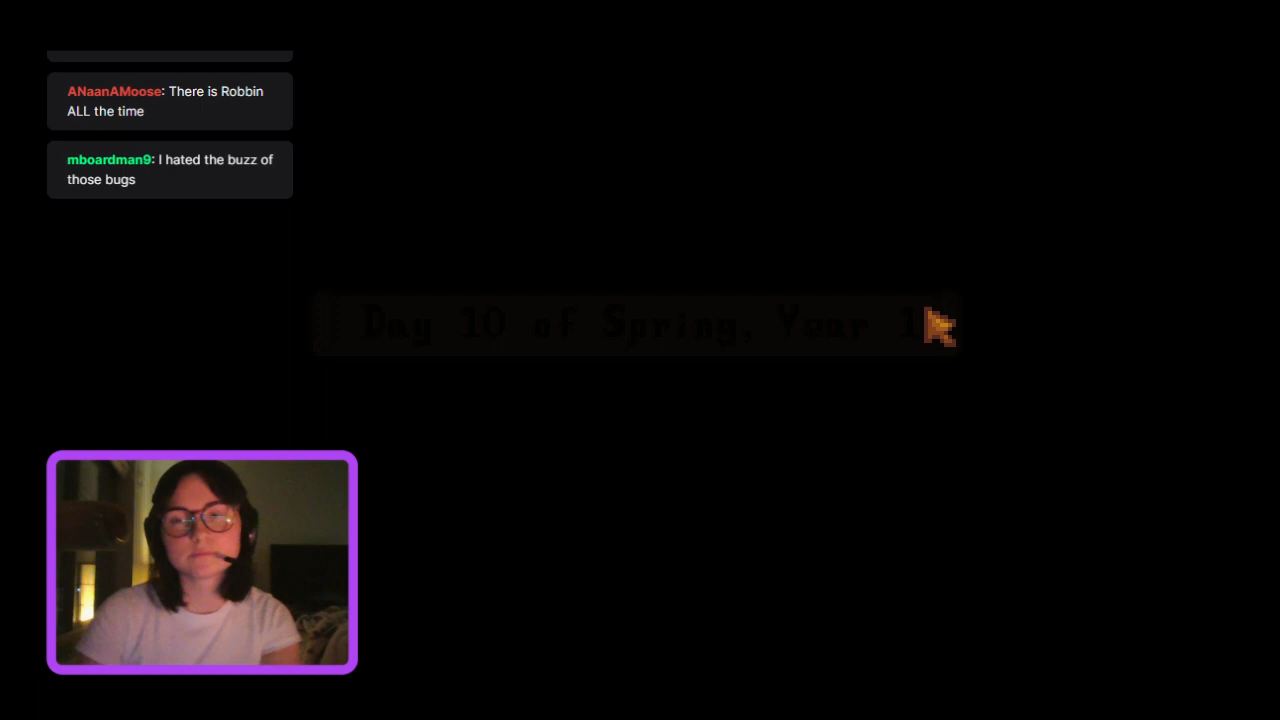 ANaanAMoose: There is Robbin
ALL the time
mboardman9: I hated the buzz of
those bugs
Day 10 of Spring, Year 1